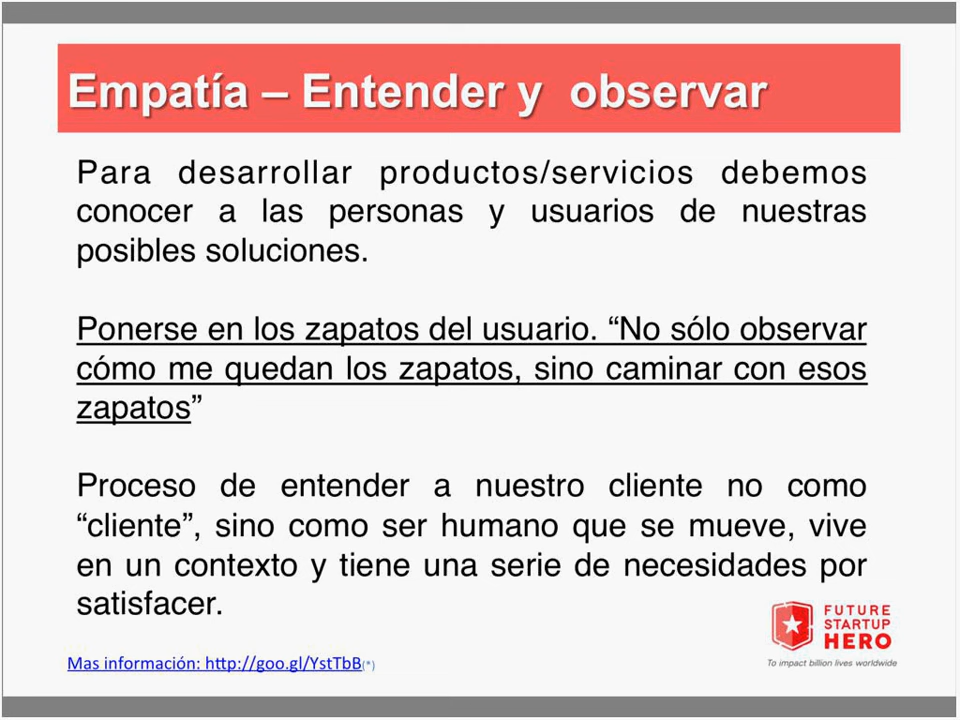 Empatía – Entender y observar
Para desarrollar productos/servicios debemos
conocer a las personas y usuarios de nuestras
posibles soluciones.
Ponerse en los zapatos del usuario. “No sólo observar
cómo me quedan los zapatos, sino caminar con esos
zapatos”
Proceso de entender a nuestro cliente no como
“cliente”, sino como ser humano que se mueve, vive
en un contexto y tiene una serie de necesidades por
satisfacer.
Mas información: http://goo.gl/YstTbB(*)
FUTURE
STARTUP
HERO
To impact billion lives worldwide